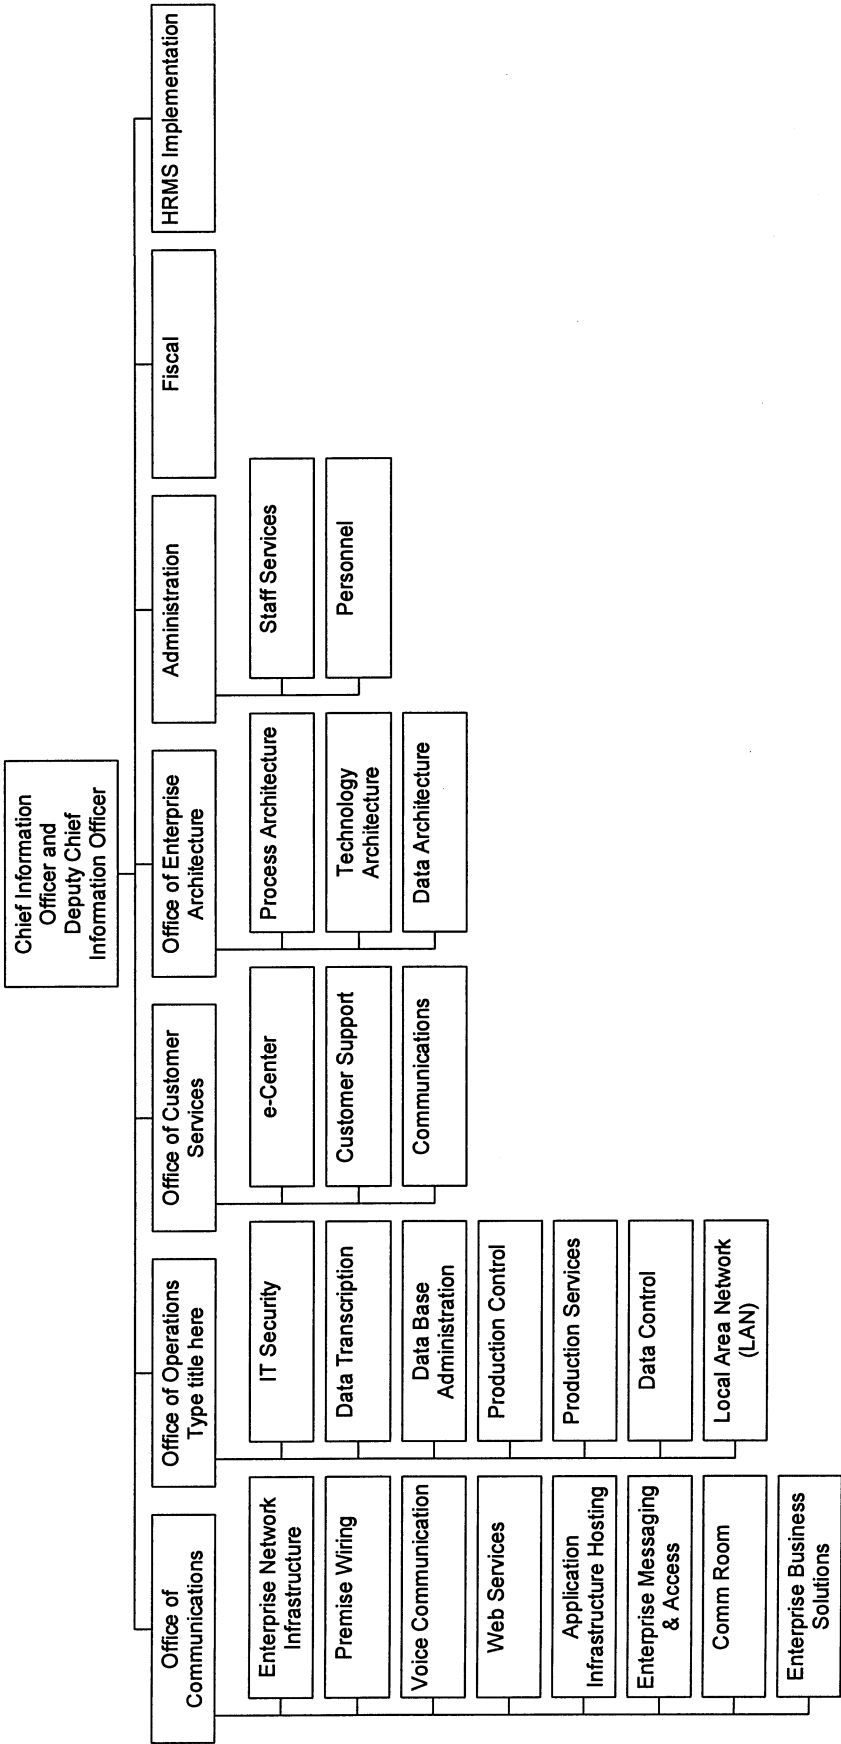 Chief Information
Officer and
Deputy Chief
Information Officer
Office of
Communications
Enterprise Network
Infrastructure
Premise Wiring
Voice Communication
Web Services
Application
Infrastructure Hosting
Enterprise Messaging
& Access
Comm Room
Enterprise Business
Solutions
Office of Operations
Type title here
IT Security
Data Transcription
Data Base
Administration
Production Control
Production Services
Data Control
Local Area Network
(LAN)
Office of Customer
Services
e-Center
Customer Support
Communications
Office of Enterprise
Architecture
Process Architecture
Technology
Architecture
Data Architecture
Administration
Staff Services
Personnel
Fiscal
HRMS Implementation